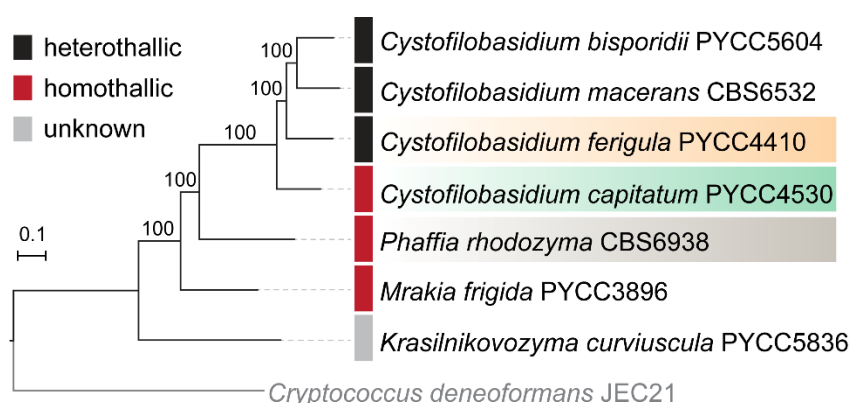 heterothallic
homothallic
unknown
0.1
100
100
100
100
100
Cystofilobasidium bisporidii PYCC5604
Cystofilobasidium macerans CBS6532
Cystofilobasidium ferigula PYCC4410
Cystofilobasidium capitatum PYCC4530
Phaffia rhodozyma CBS6938
Mrakia frigida PYCC3896
Krasilnikovozyma curviuscula PYCC5836
Cryptococcus deneoformans JEC21